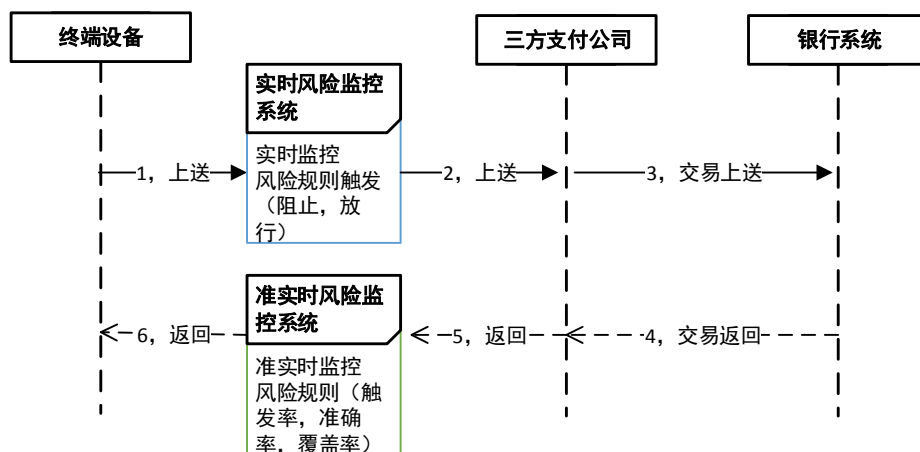 终端设备
三方支付公司
银行系统
实时风险监控
系统
实时监控
风险规则触发
（阻止，放
行）
1，上送
2，上送
3，交易上送
准实时风险监
控系统
6，返回
5，返回
4，交易返回
准实时监控
风险规则（触
发率，准确
率，覆盖率）